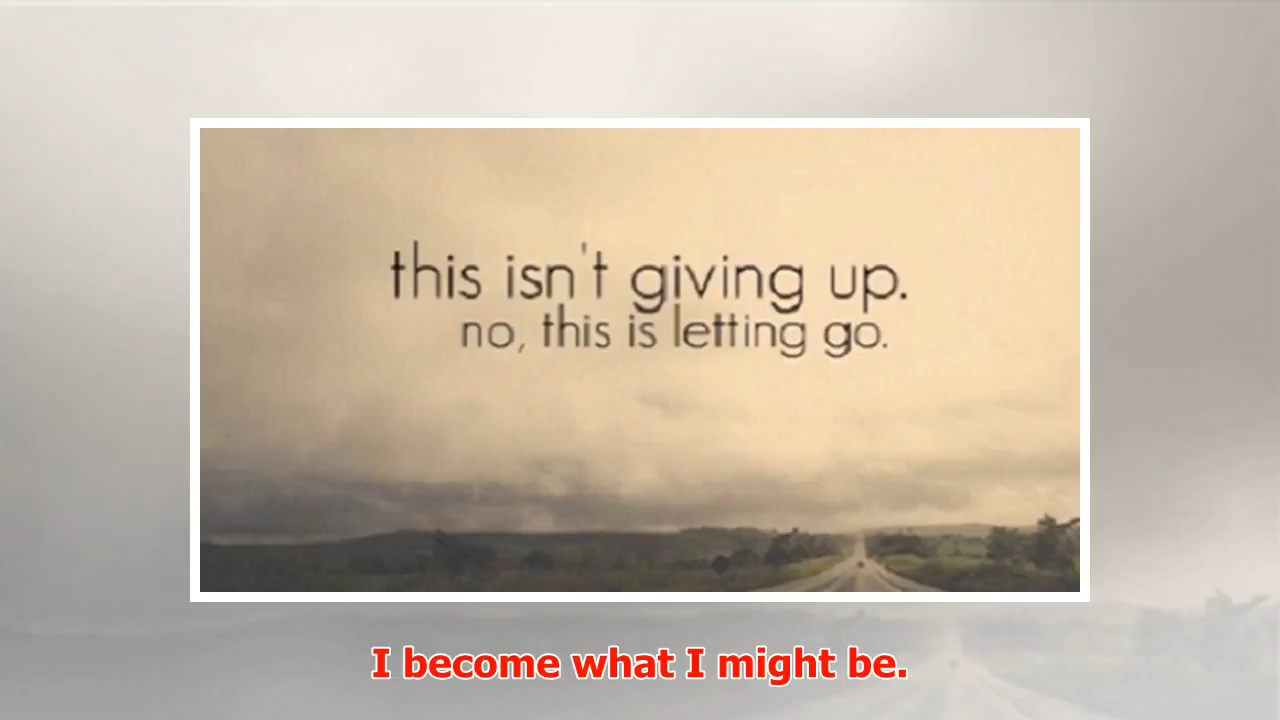 this isn't giving up.
no, this is letting go.
I become what I might be.